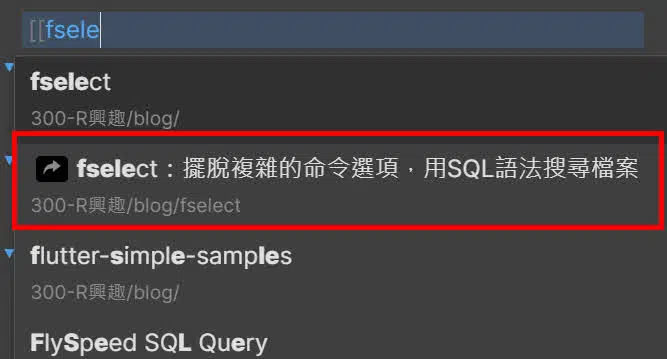 [[fsele
fselect
300-R興趣/blog/
fselect：擺脫複雜的命令選項，用SQL語法搜尋檔案
300-R興趣/blog/fselect
flutter-simple-samples
300-R興趣/blog/
FlySpeed SQL Query